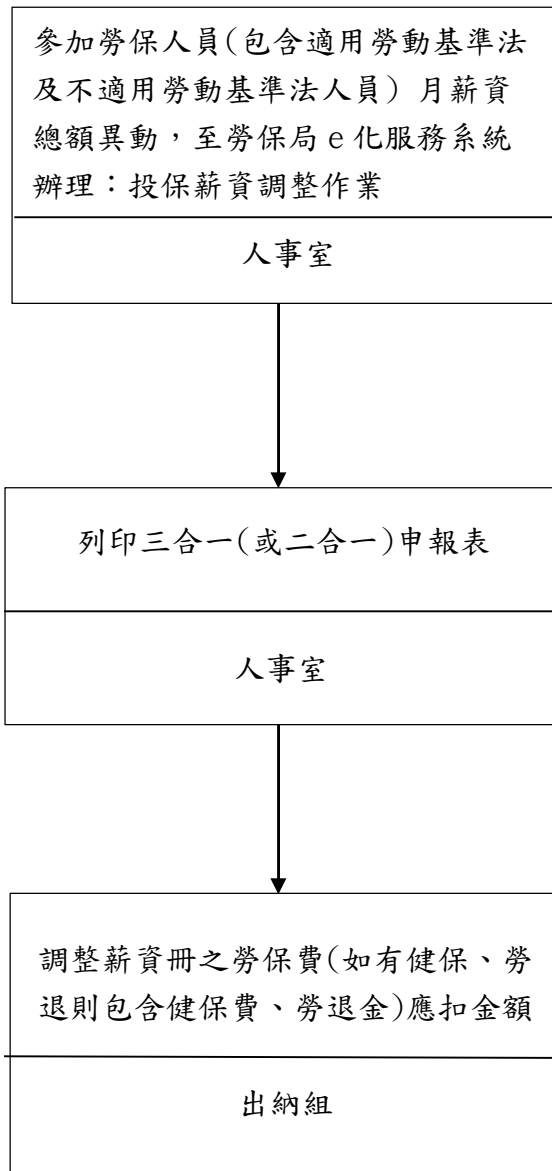 參加勞保人員(包含適用勞動基準法
及不適用勞動基準法人員) 月薪資
總額異動，至勞保局 e 化服務系統
辦理：投保薪資調整作業
人事室
列印三合一(或二合一)申報表
人事室
調整薪資冊之勞保費(如有健保、勞
退則包含健保費、勞退金)應扣金額
出納組